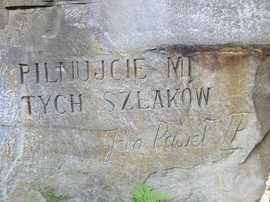 PILNUJCIE MI
TYCH SZLAKÓW
Jan Paweł II